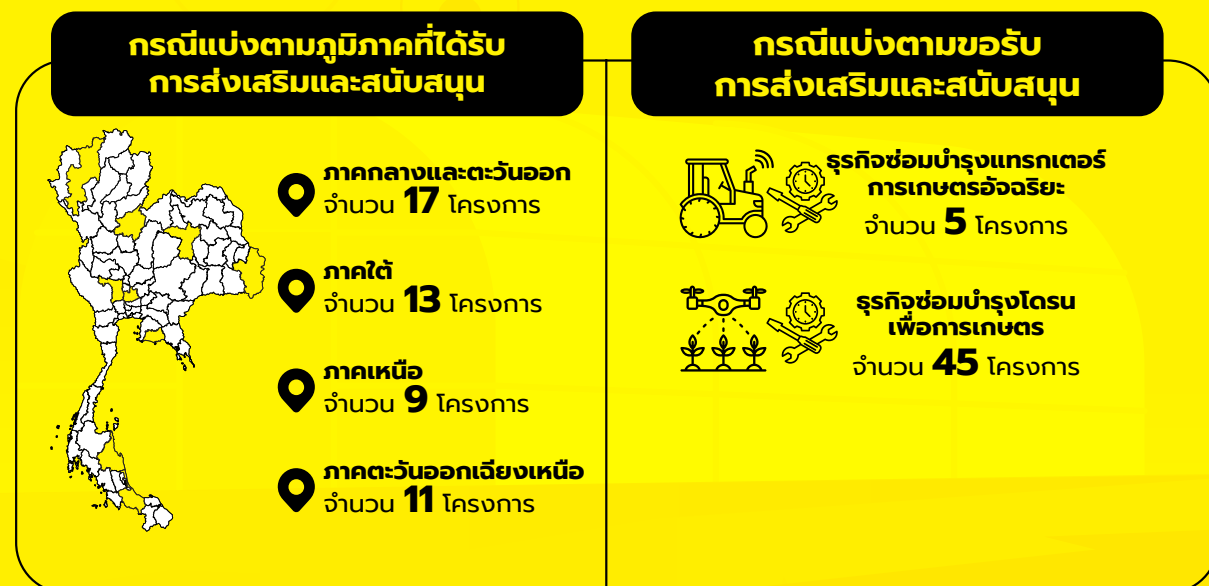 กรณีแบ่งตามภูมิภาคที่ได้รับ
การส่งเสริมและสนับสนุน
ภาคกลางและตะวันออก
จำนวน 17 โครงการ
ภาคใต้
จำนวน 13 โครงการ
ภาคเหนือ
จำนวน 9 โครงการ
ภาคตะวันออกเฉียงเหนือ
จำนวน 11 โครงการ
กรณีแบ่งตามขอรับ
การส่งเสริมและสนับสนุน
ธุรกิจซ่อมบำรุงแทรกเตอร์
การเกษตรอัจฉริยะ
จำนวน 5 โครงการ
ธุรกิจซ่อมบำรุงโดรน
เพื่อการเกษตร
จำนวน 45 โครงการ